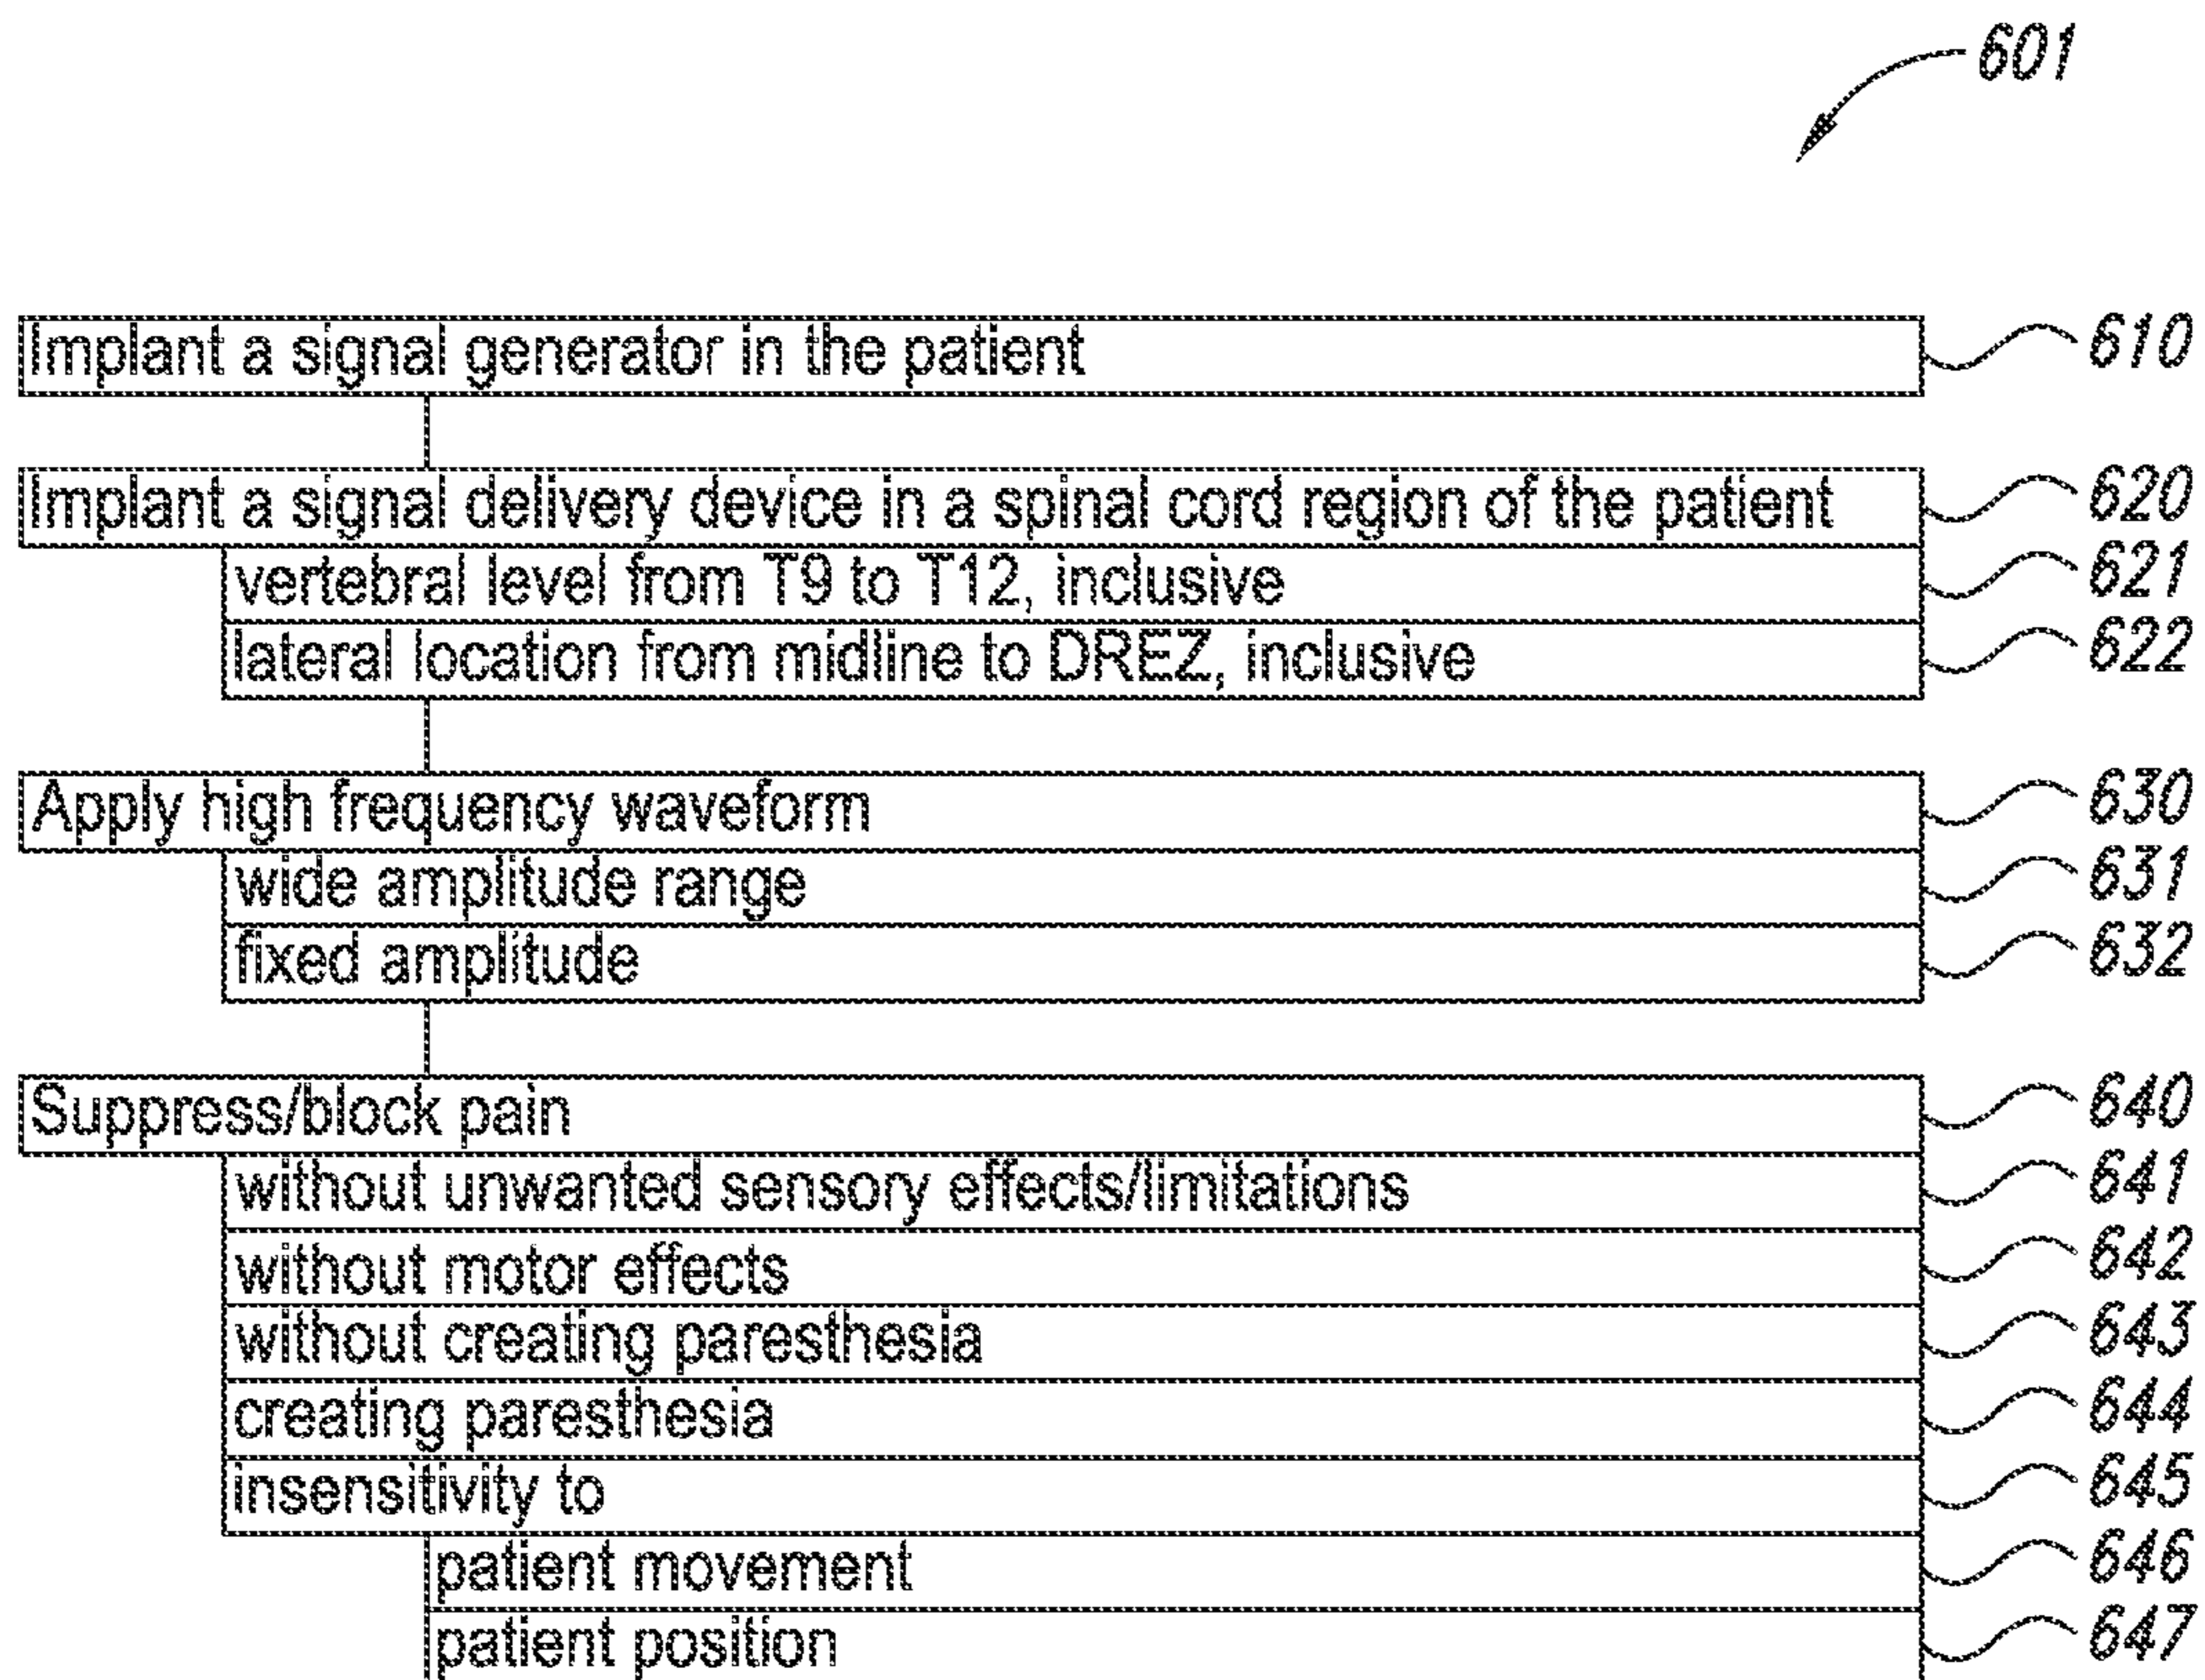 601
Implant a signal generator in the patient 610
Implant a signal delivery device in a spinal cord region of the patient 620
vertebral level from T9 to T12, inclusive 621
lateral location from midline to DREZ, inclusive 622
Apply high frequency waveform 630
wide amplitude range 631
fixed amplitude 632
Suppress/block pain 640
without unwanted sensory effects/limitations 641
without motor effects 642
without creating paresthesia 643
creating paresthesia 644
insensitivity to 645
patient movement 646
patient position 647